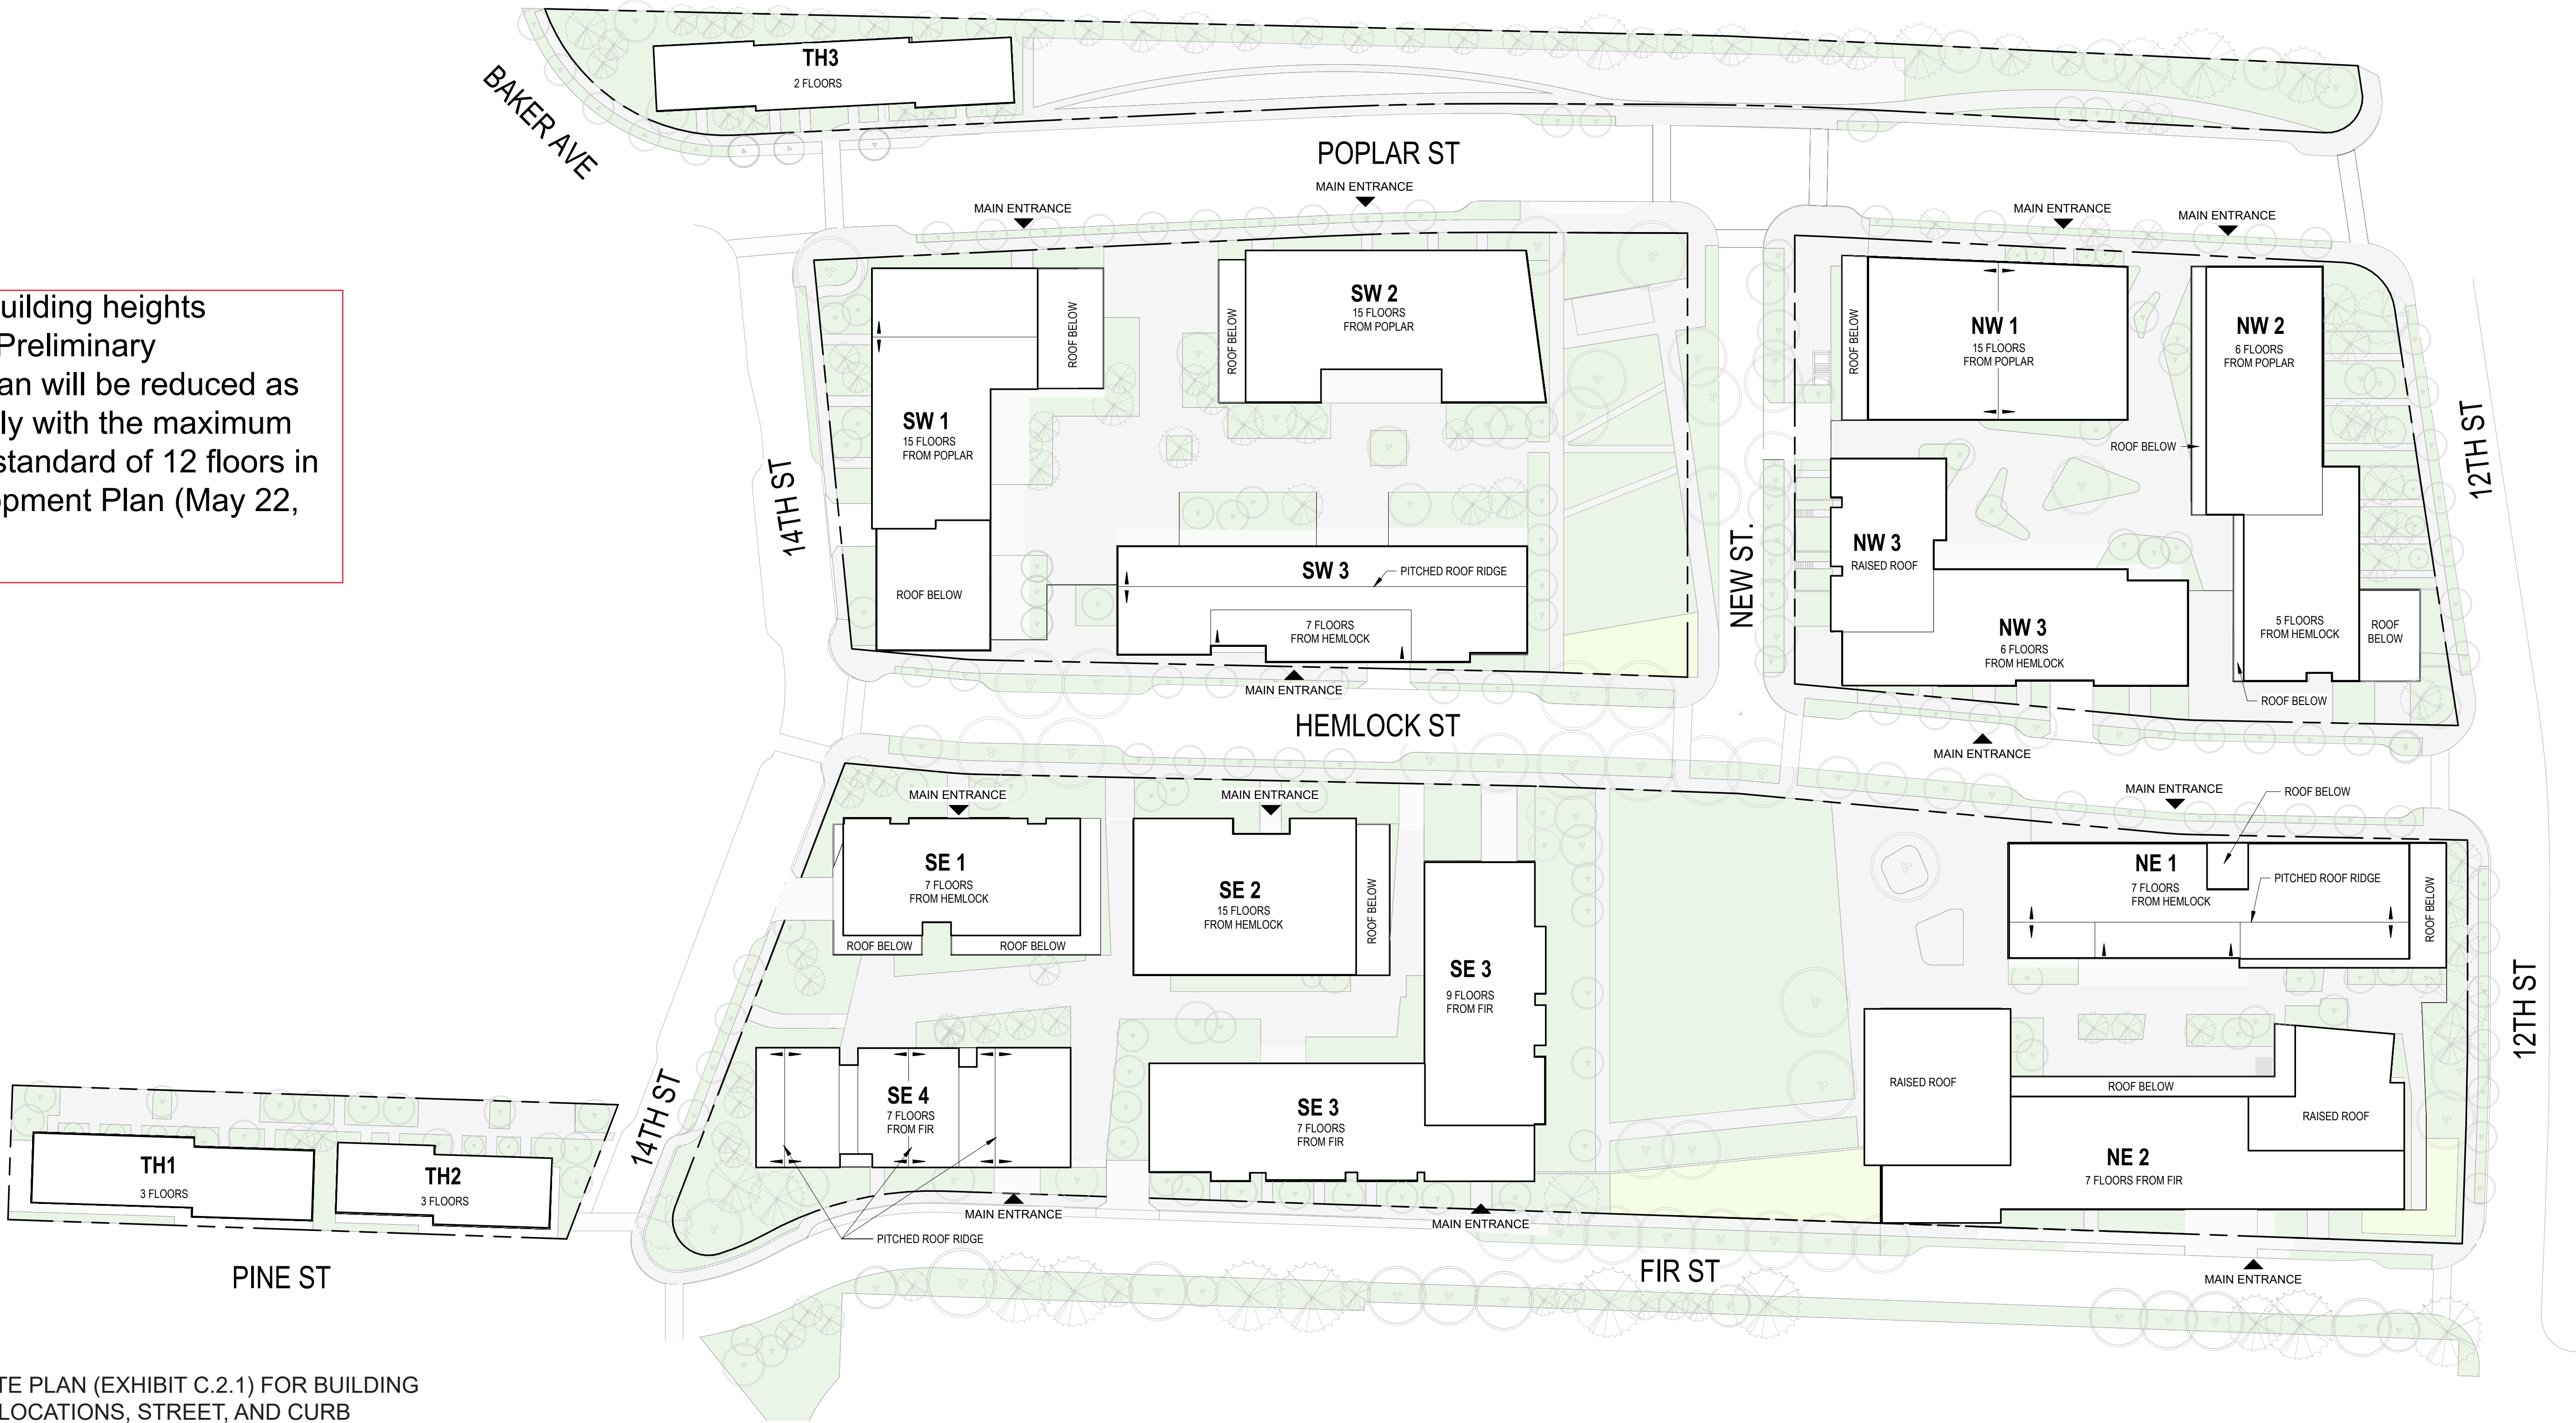 TH3
2 FLOORS
BAKER AVE
POPLAR ST
MAIN ENTRANCE
MAIN ENTRANCE
MAIN ENTRANCE
MAIN ENTRANCE
uilding heights
Preliminary
an will be reduced as
ly with the maximum
standard of 12 floors in
opment Plan (May 22,
SW 1
15 FLOORS
FROM POPLAR
ROOF BELOW
ROOF BELOW
SW 2
15 FLOORS
FROM POPLAR
ROOF BELOW
SW 3
PITCHED ROOF RIDGE
7 FLOORS
FROM HEMLOCK
MAIN ENTRANCE
14TH ST
NEW ST.
NW 1
15 FLOORS
FROM POPLAR
ROOF BELOW
NW 2
6 FLOORS
FROM POPLAR
ROOF BELOW
5 FLOORS
FROM HEMLOCK
ROOF
BELOW
ROOF BELOW
NW 3
RAISED ROOF
NW 3
6 FLOORS
FROM HEMLOCK
MAIN ENTRANCE
12TH ST
HEMLOCK ST
MAIN ENTRANCE
SE 1
7 FLOORS
FROM HEMLOCK
ROOF BELOW
ROOF BELOW
MAIN ENTRANCE
SE 2
15 FLOORS
FROM HEMLOCK
ROOF BELOW
SE 3
9 FLOORS
FROM FIR
SE 3
7 FLOORS
FROM FIR
MAIN ENTRANCE
SE 4
7 FLOORS
FROM FIR
PITCHED ROOF RIDGE
MAIN ENTRANCE
MAIN ENTRANCE
ROOF BELOW
NE 1
7 FLOORS
FROM HEMLOCK
PITCHED ROOF RIDGE
ROOF BELOW
RAISED ROOF
ROOF BELOW
RAISED ROOF
NE 2
7 FLOORS FROM FIR
MAIN ENTRANCE
12TH ST
14TH ST
TH1
3 FLOORS
TH2
3 FLOORS
PINE ST
FIR ST
TE PLAN (EXHIBIT C.2.1) FOR BUILDING
LOCATIONS, STREET, AND CURB